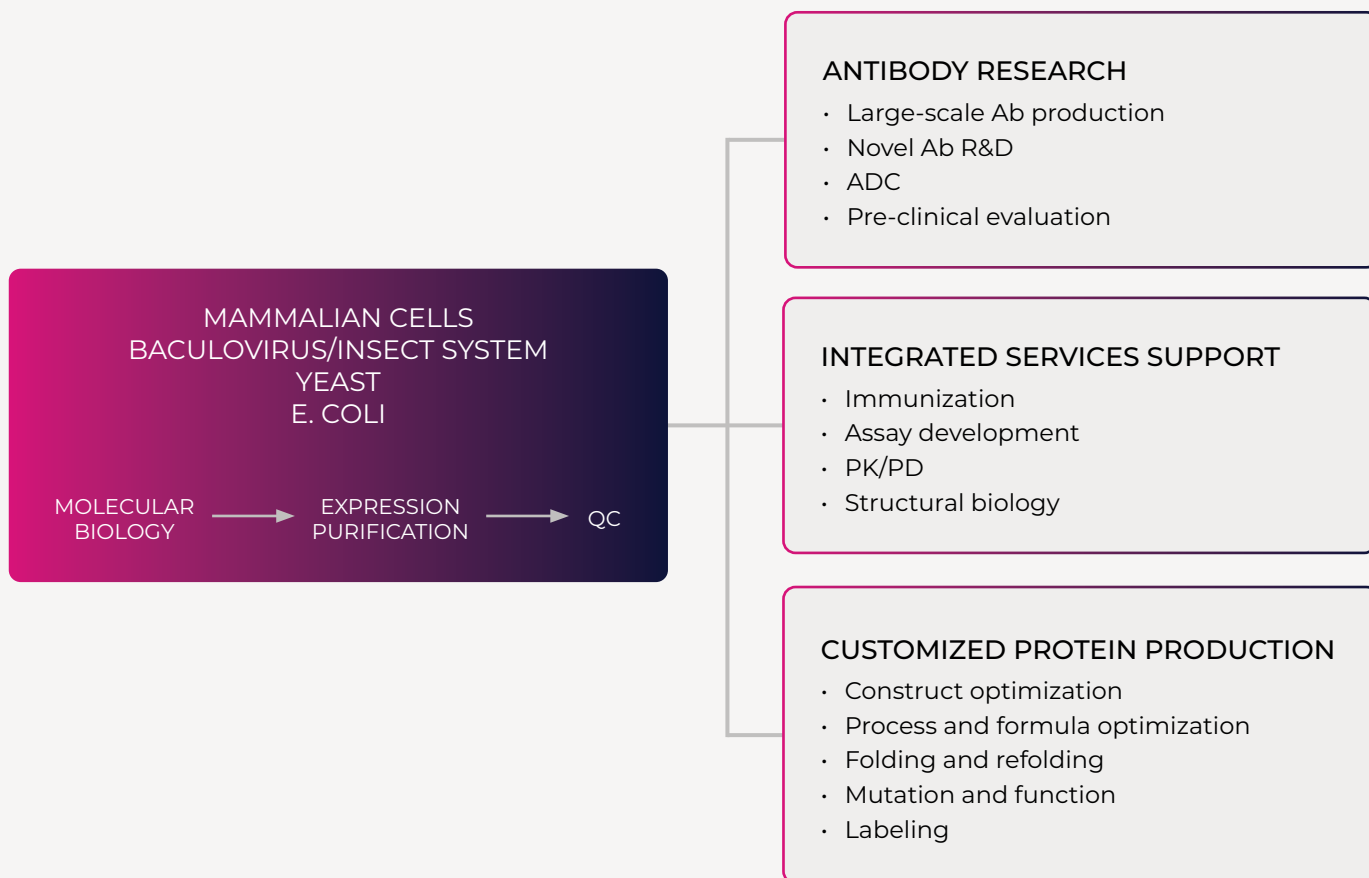 MAMMALIAN CELLS
BACULOVIRUS/INSECT SYSTEM
YEAST
E. COLI
MOLECULAR
BIOLOGY
EXPRESSION
PURIFICATION
QC
ANTIBODY RESEARCH
• Large-scale Ab production
• Novel Ab R&D
• ADC
• Pre-clinical evaluation
INTEGRATED SERVICES SUPPORT
• Immunization
• Assay development
• PK/PD
• Structural biology
CUSTOMIZED PROTEIN PRODUCTION
• Construct optimization
• Process and formula optimization
• Folding and refolding
• Mutation and function
• Labeling